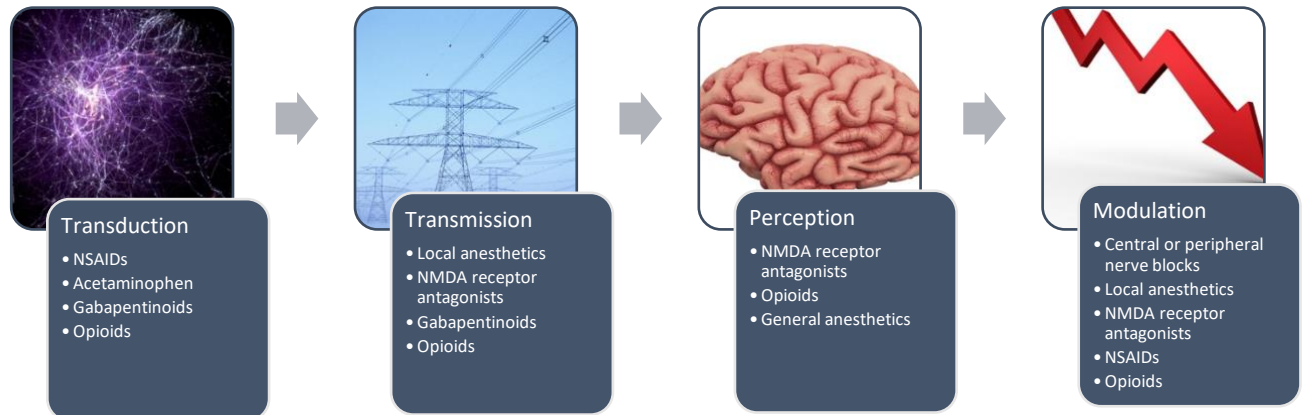 Transduction
• NSAIDs
• Acetaminophen
• Gabapentinoids
• Opioids
Transmission
• Local anesthetics
• NMDA receptor
antagonists
• Gabapentinoids
• Opioids
Perception
• NMDA receptor
antagonists
• Opioids
• General anesthetics
Modulation
• Central or peripheral
nerve blocks
• Local anesthetics
• NMDA receptor
antagonists
• NSAIDs
• Opioids